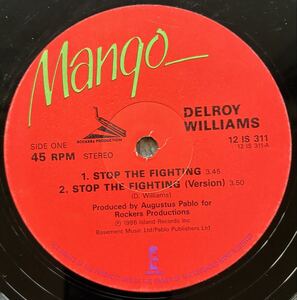 Mango
ROCKERS PRODUCTION
DELROY
WILLIAMS
SIDE ONE
12 IS 311
12 IS 311-A
45 RPM STEREO
1. STOP THE FIGHTING 3.45
2. STOP THE FIGHTING (Version) 3.50
(D. Williams)
Produced by Augustus Pablo for
Rockers Productions
℗ 1986 Island Records Inc
Basement Music Ltd/Pablo Publishers Ltd